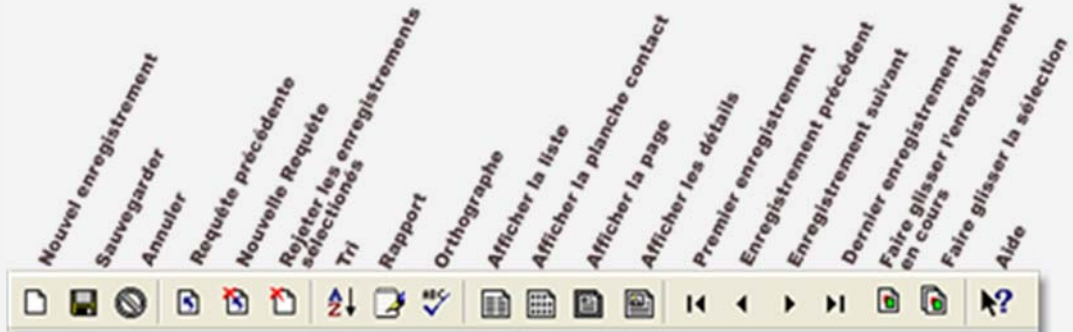 Nouvel enregistrement
Sauvegarder
Annuler
Requête précédente
Nouvelle Requête
Rejeter les enregistrements
sélectionés
Tri
Rapport
Orthographe
Afficher la liste
Afficher la planche contact
Afficher la page
Afficher les détails
Premier enregistrement
Enregistrement précédent
Enregistrement suivant
Dernier enregistrement
Faire glisser l'enregistrment
en cours
Faire glisser la sélection
Aide
A
Z
ABC
?